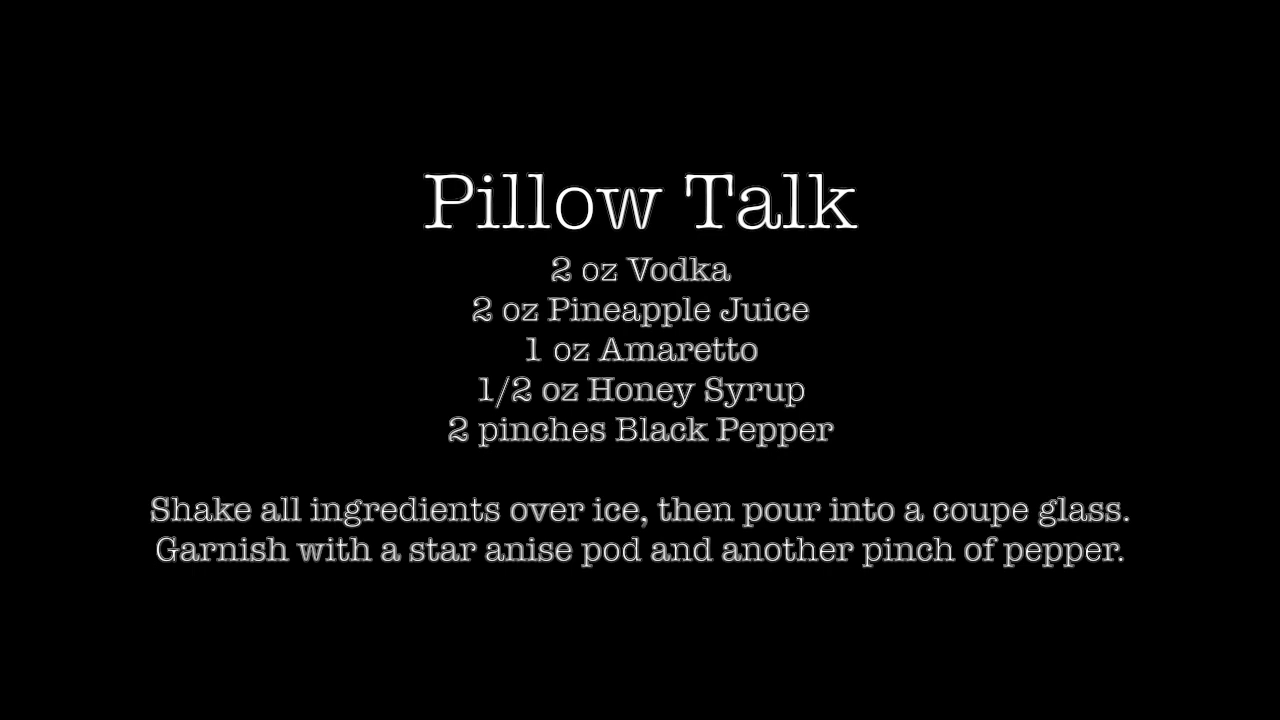 Pillow Talk
2 oz Vodka
2 oz Pineapple Juice
1 oz Amaretto
1/2 oz Honey Syrup
2 pinches Black Pepper
Shake all ingredients over ice, then pour into a coupe glass.
Garnish with a star anise pod and another pinch of pepper.